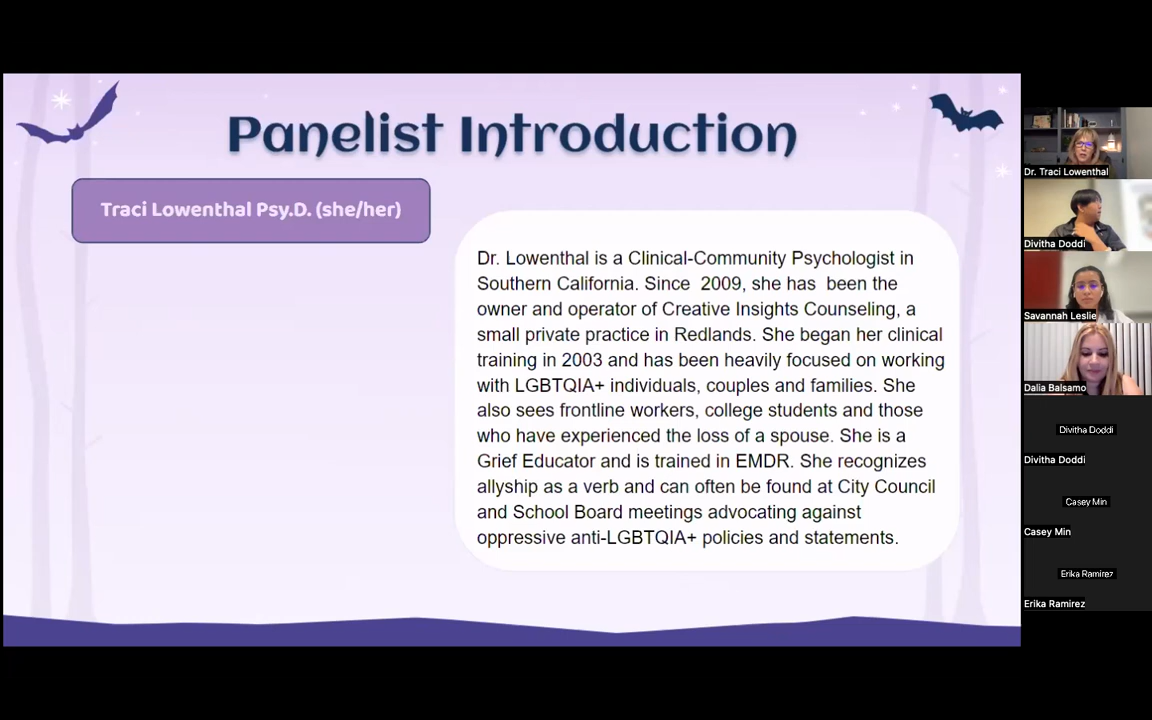 Panelist Introduction
Traci Lowenthal Psy.D. (she/her)
Dr. Lowenthal is a Clinical-Community Psychologist in
Southern California. Since  2009, she has  been the
owner and operator of Creative Insights Counseling, a
small private practice in Redlands. She began her clinical
training in 2003 and has been heavily focused on working
with LGBTQIA+ individuals, couples and families. She
also sees frontline workers, college students and those
who have experienced the loss of a spouse. She is a
Grief Educator and is trained in EMDR. She recognizes
allyship as a verb and can often be found at City Council
and School Board meetings advocating against
oppressive anti-LGBTQIA+ policies and statements.
Dr. Traci Lowenthal
Divitha Doddi
Savannah Leslie
Dalia Balsamo
Divitha Doddi
Divitha Doddi
Casey Min
Casey Min
Erika Ramirez
Erika Ramirez